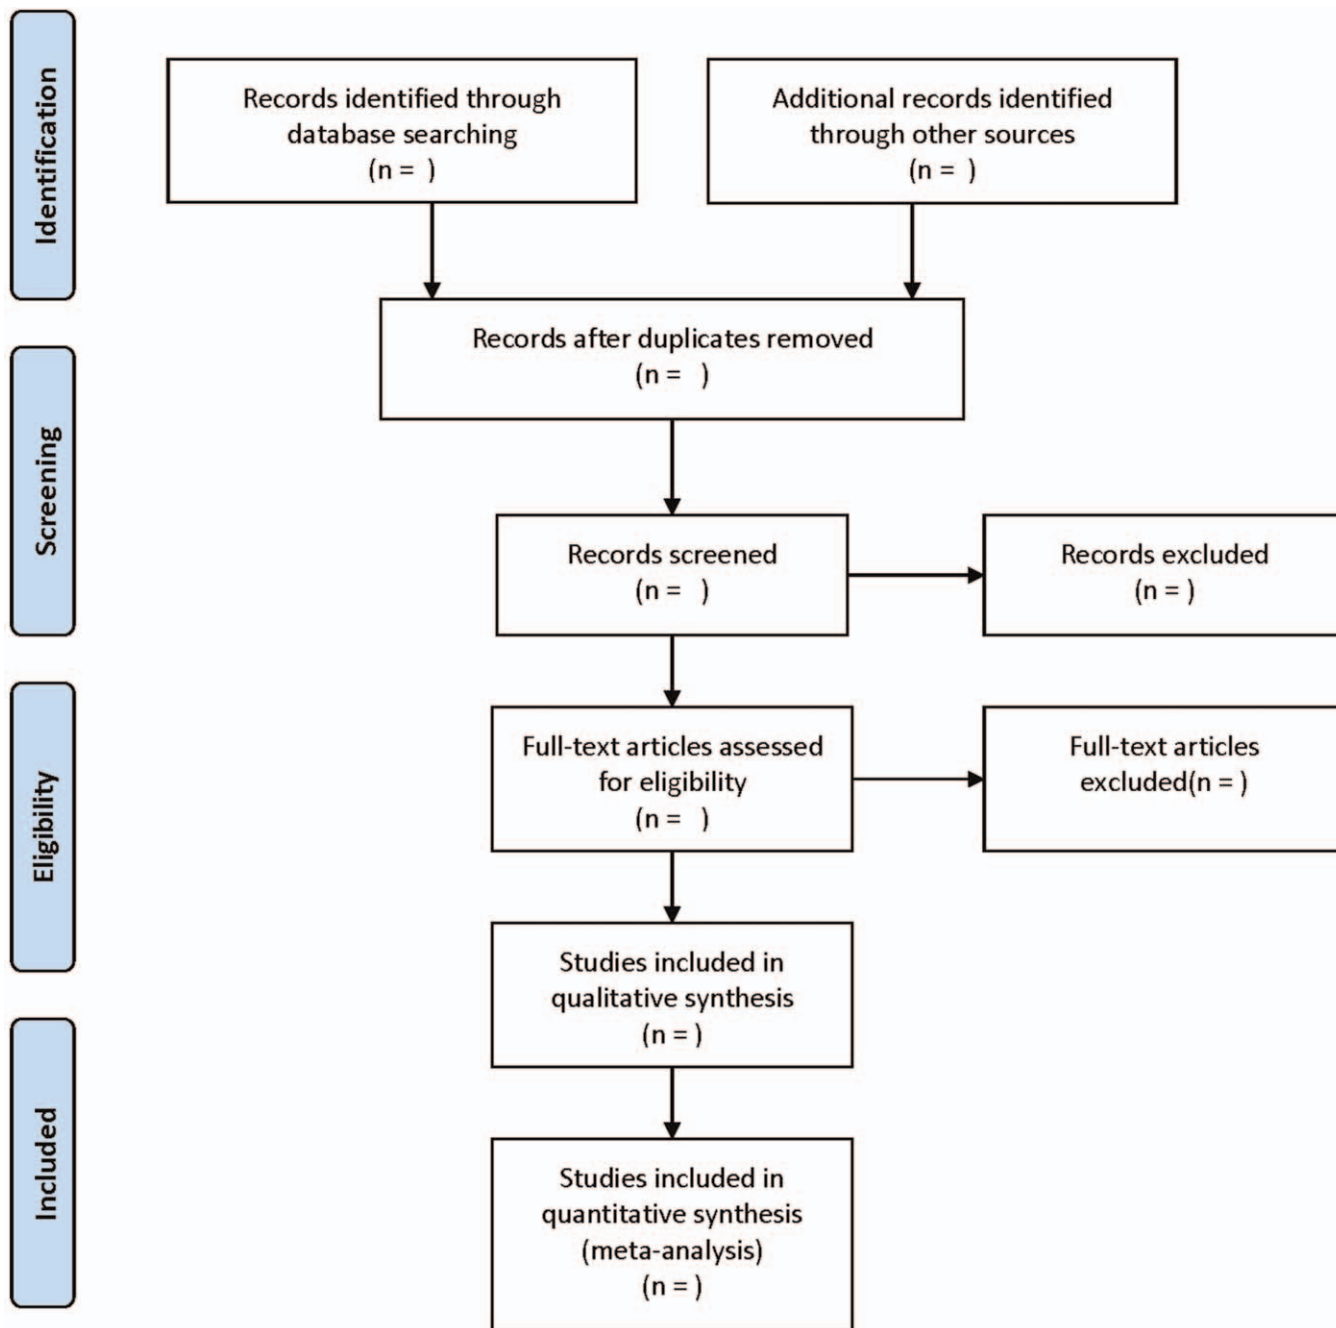 Identification
Records identified through
database searching
(n =  )
Additional records identified
through other sources
(n =  )
Records after duplicates removed
(n =  )
Screening
Records screened
(n =  )
Records excluded
(n = )
Eligibility
Full-text articles assessed
for eligibility
(n =  )
Full-text articles
excluded(n = )
Studies included in
qualitative synthesis
(n = )
Included
Studies included in
quantitative synthesis
(meta-analysis)
(n = )